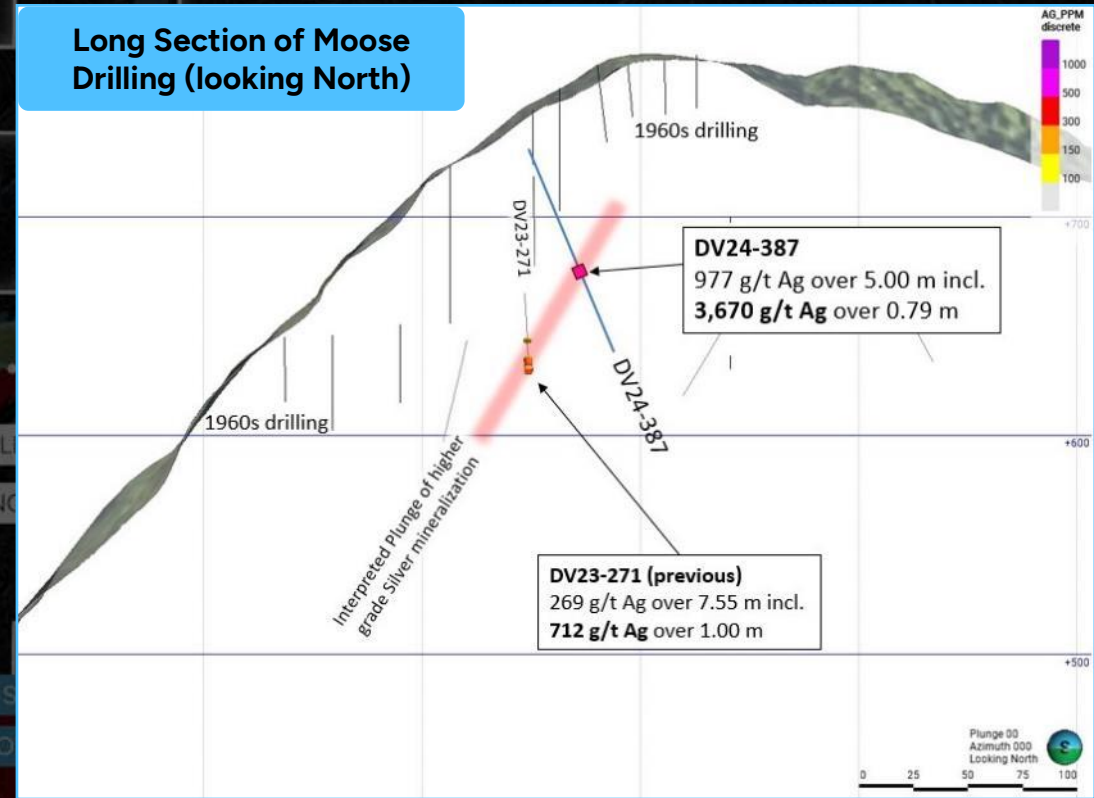 Long Section of Moose
Drilling (looking North)
AG_PPM
discrete
1000
500
300
150
100
1960s drilling
+700
DV23-271
DV24-387
977 g/t Ag over 5.00 m incl.
3,670 g/t Ag over 0.79 m
DV24-387
1960s drilling
+600
Interpreted Plunge of higher
grade Silver mineralization
DV23-271 (previous)
269 g/t Ag over 7.55 m incl.
712 g/t Ag over 1.00 m
+500
Plunge 00
Azimuth 000
Looking North
S
0 25 50 75 100